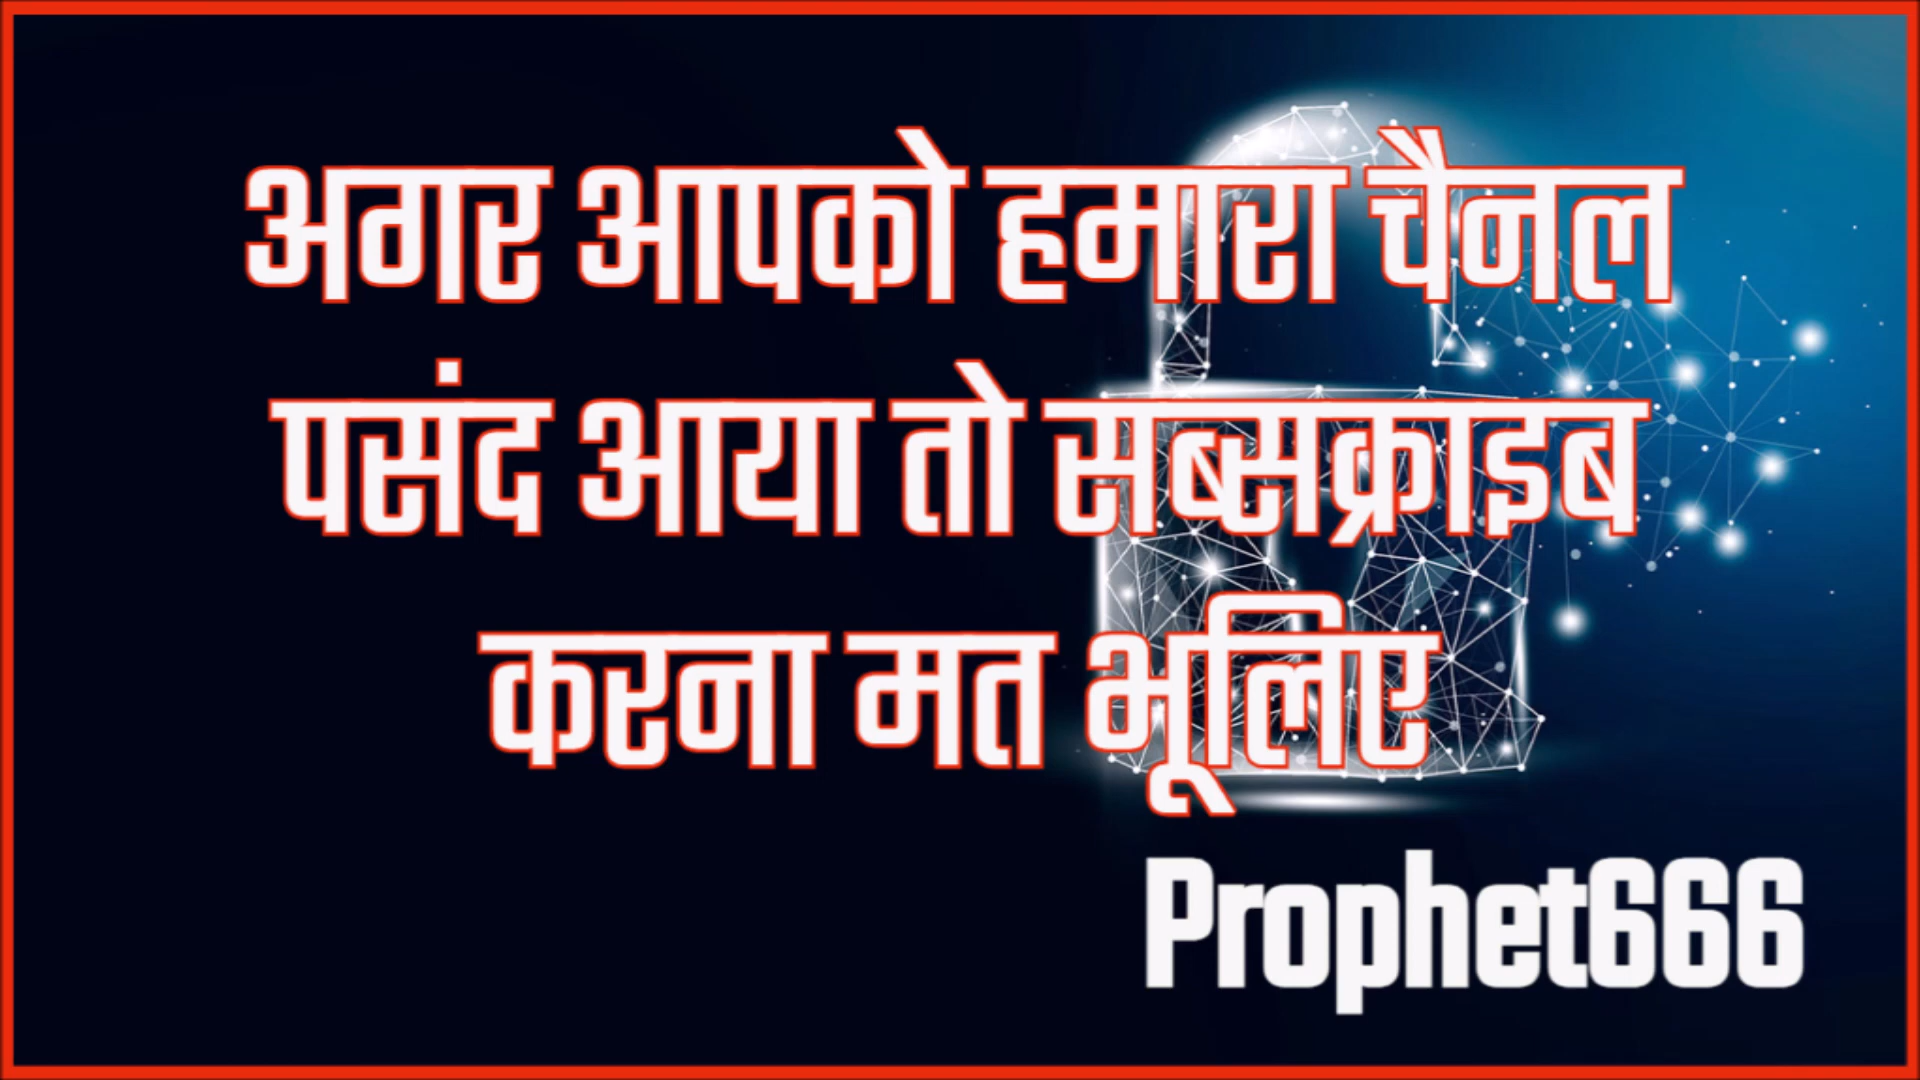 अगर आपको हमारा चैनल
पसंद आया तो सब्सक्राइब
करना मत भूलिए
Prophet666